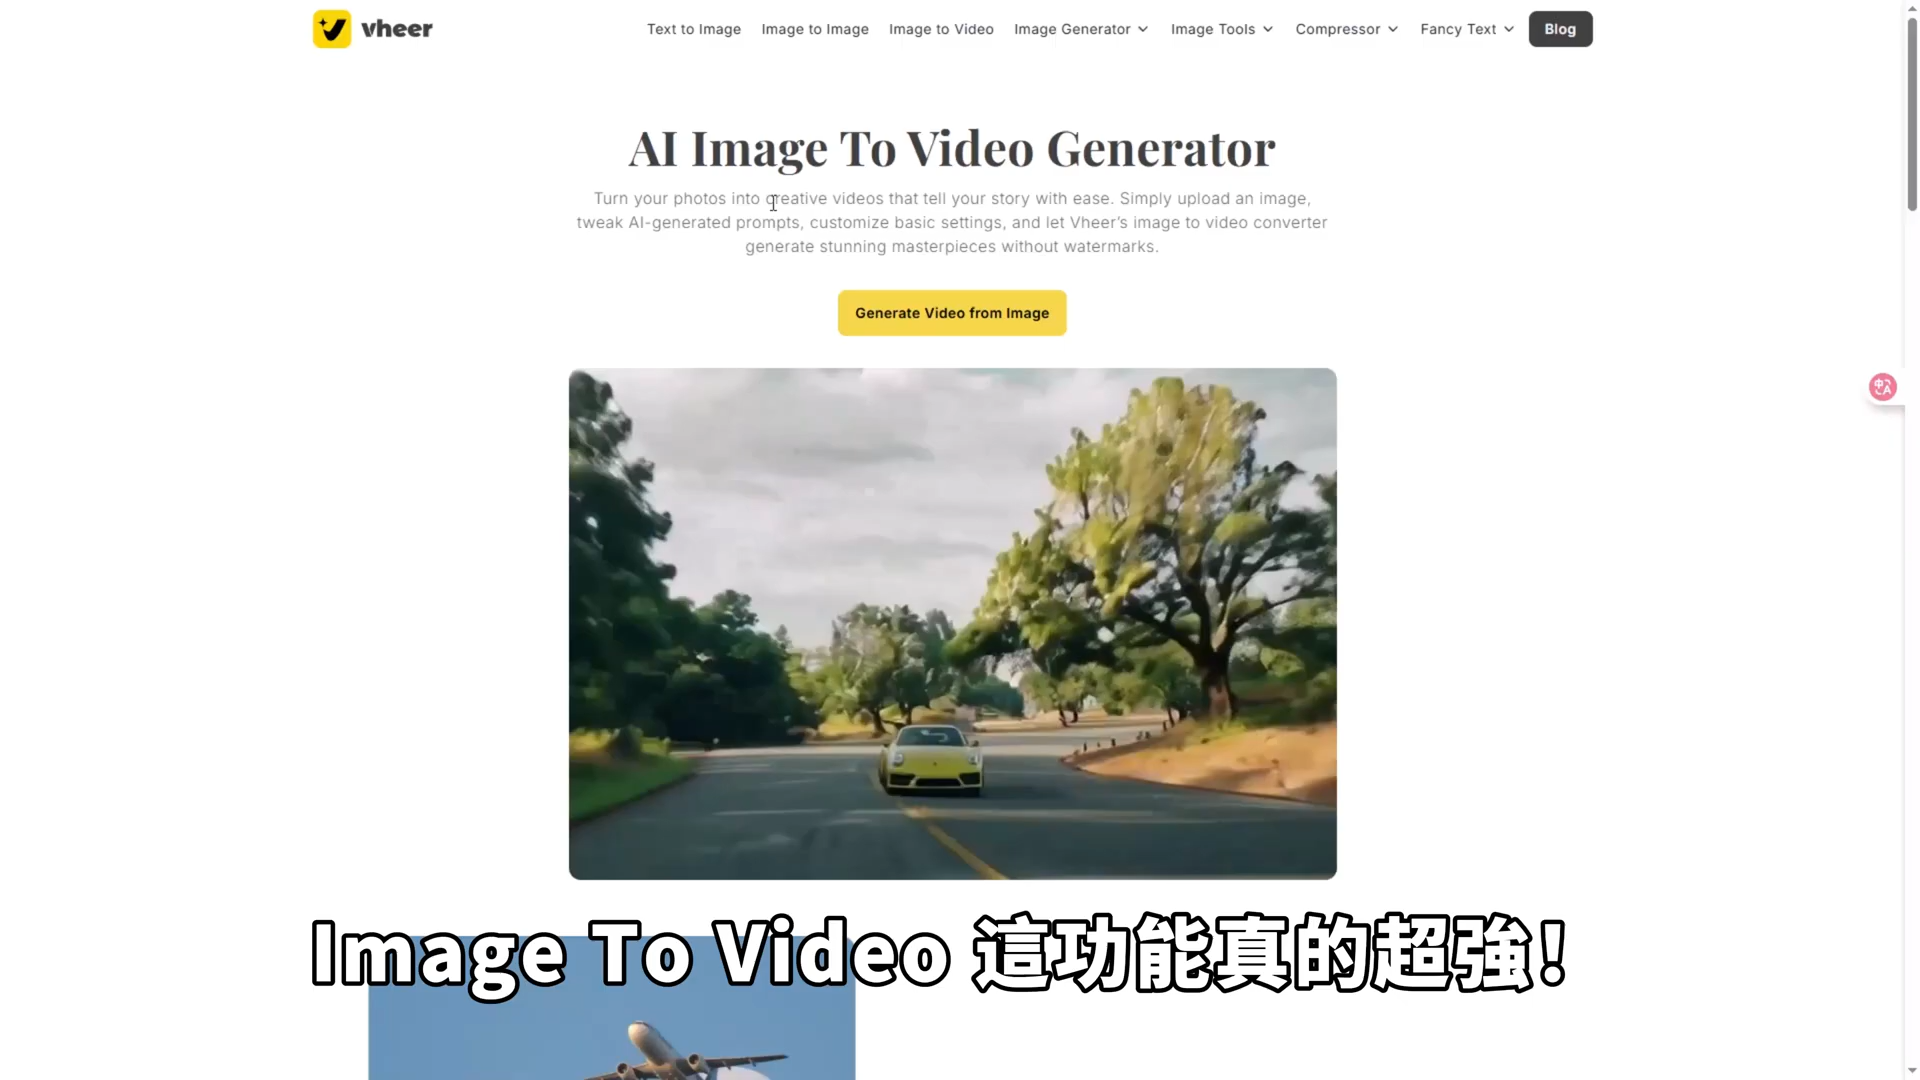 vheer
Text to Image
Image to Image
Image to Video
Image Generator
Image Tools
Compressor
Fancy Text
Blog
AI Image To Video Generator
Turn your photos into creative videos that tell your story with ease. Simply upload an image,
tweak AI-generated prompts, customize basic settings, and let Vheer’s image to video converter
generate stunning masterpieces without watermarks.
Generate Video from Image
中A
Image To Video 這功能真的超強!